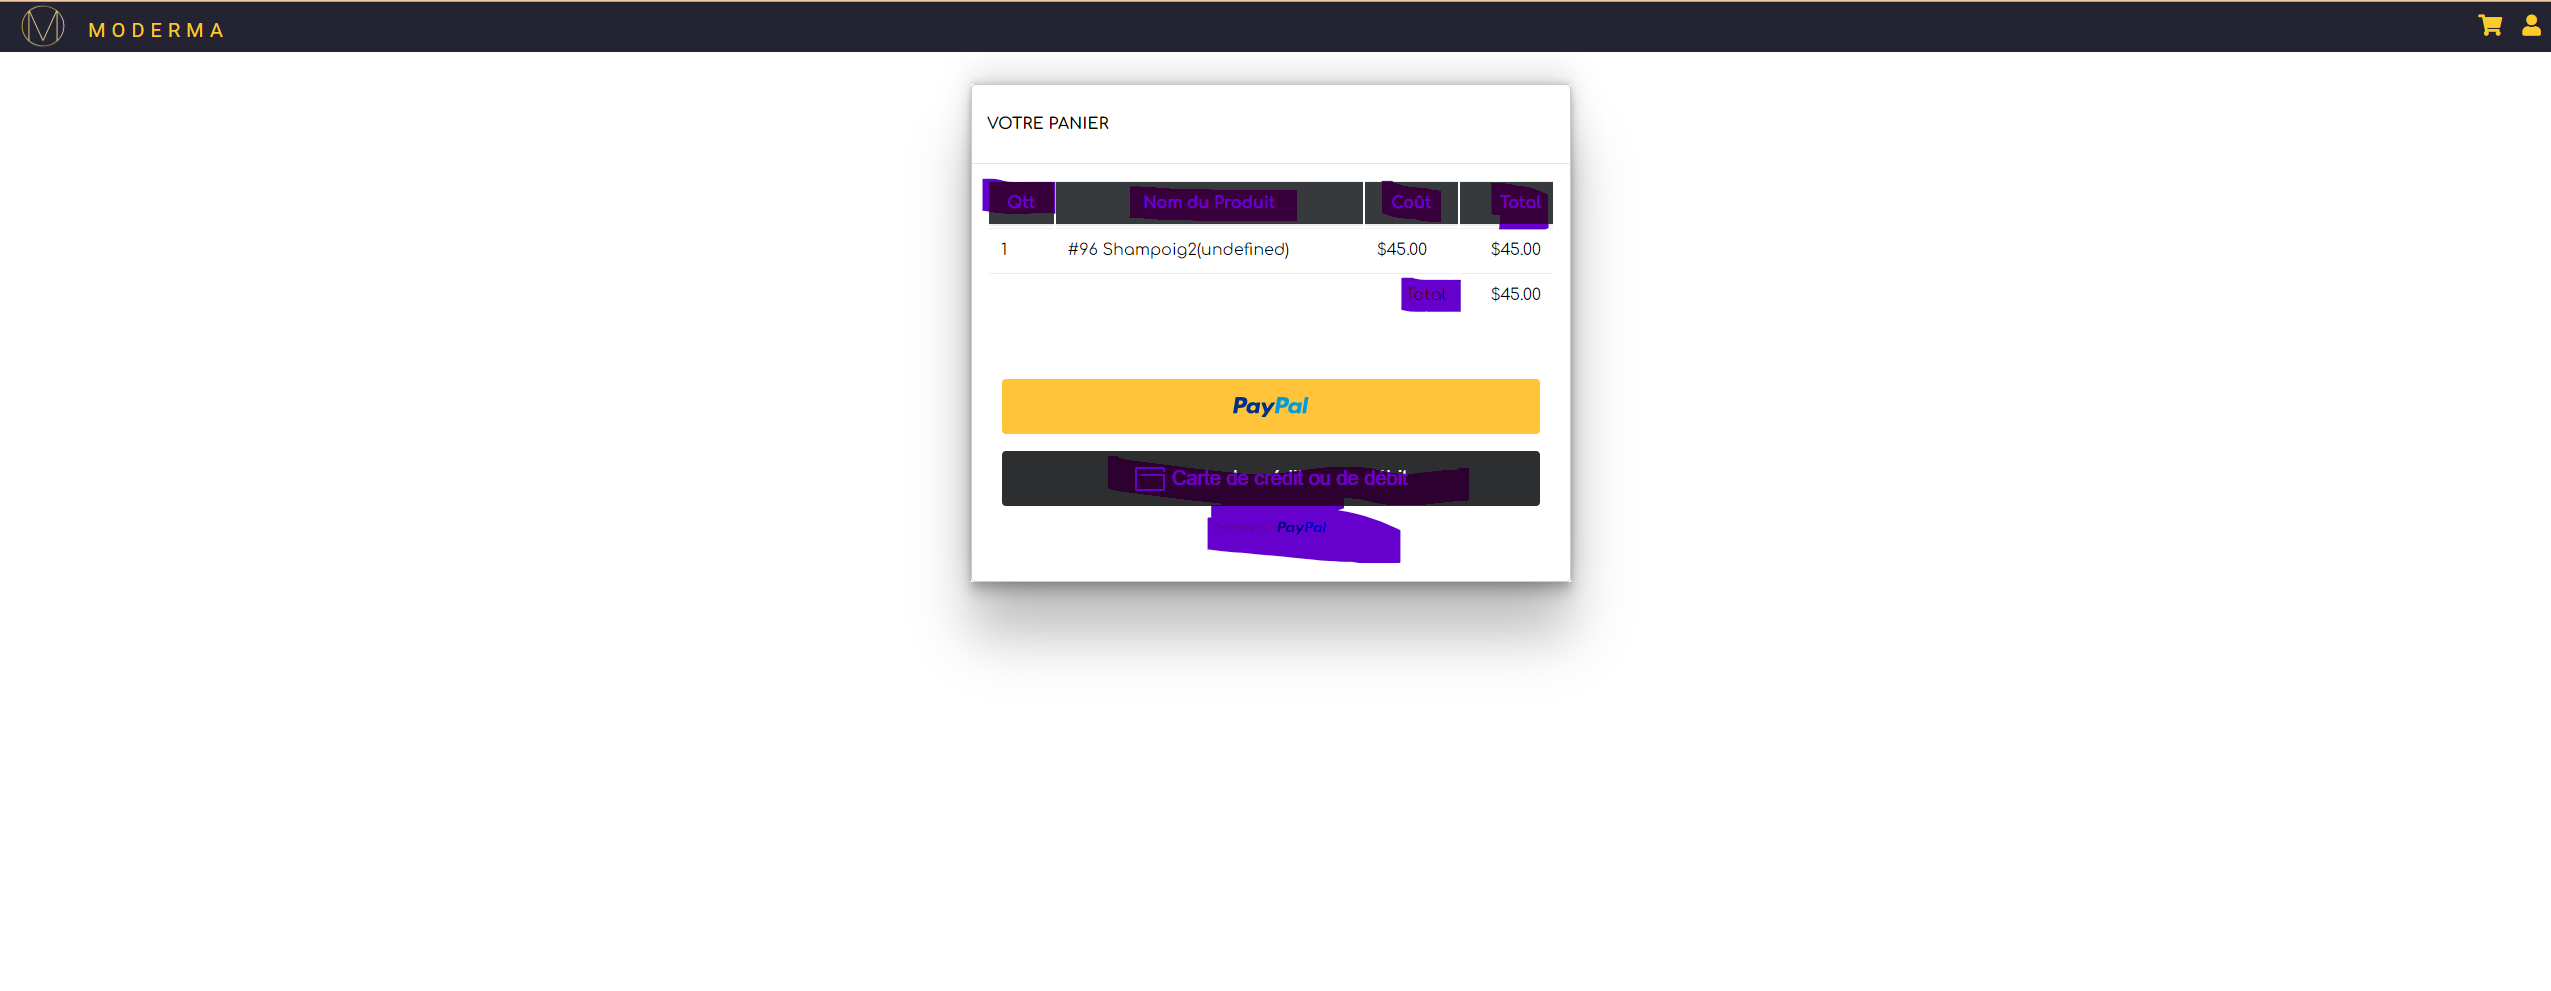 MODERMA
VOTRE PANIER
Qtt Nom du Produit Coût Total
1 #96 Shampoig2(undefined) $45.00 $45.00
Total $45.00
PayPal
Carte de crédit ou de débit
PayPal